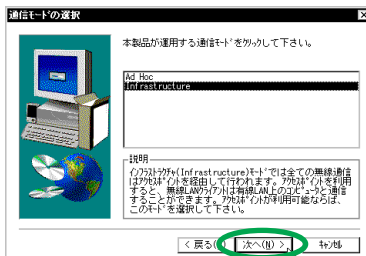 通信ﾓｰﾄﾞの選択
本製品が運用する通信ﾓｰﾄﾞをｸﾘｯｸして下さい。
Ad Hoc
Infrastructure
説明
ｲﾝﾌﾗｽﾄﾗｸﾁｬ(Infrastructure)ﾓｰﾄﾞでは全ての無線通信
はｱｸｾｽﾎﾟｲﾝﾄを経由して行われます。ｱｸｾｽﾎﾟｲﾝﾄを利用
すると、無線LANｸﾗｲｱﾝﾄは有線LAN上のｺﾝﾋﾟｭｰﾀと通信
することができます。ｱｸｾｽﾎﾟｲﾝﾄが利用可能ならば、
このﾓｰﾄﾞを選択して下さい。
< 戻る( 次へ(N) > ｷｬﾝｾﾙ